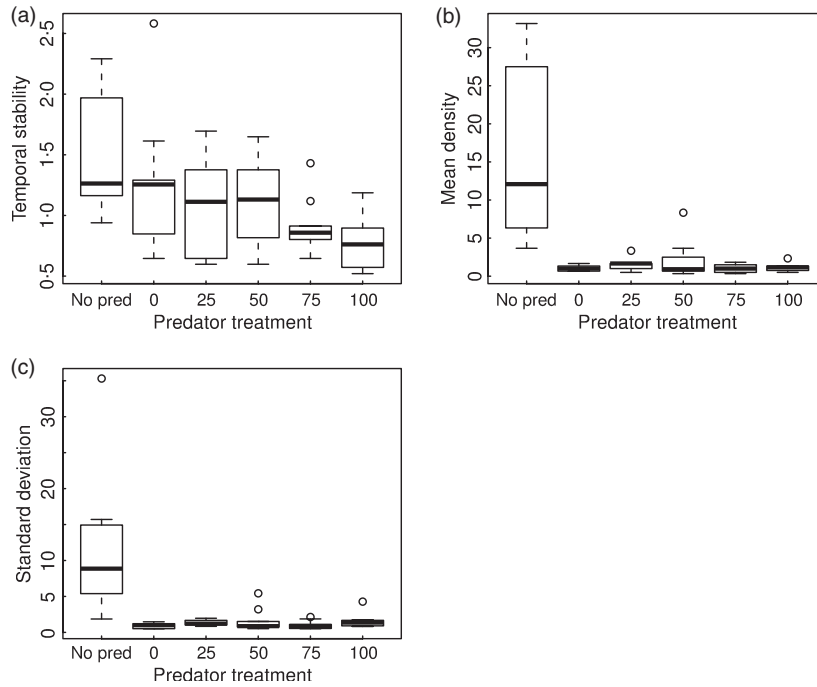 (a)
Temporal stability
2·5
2·0
1·5
1·0
0·5
No pred 0 25 50 75 100
Predator treatment
(b)
Mean density
30
25
20
15
10
5
0
No pred 0 25 50 75 100
Predator treatment
(c)
Standard deviation
30
20
10
5
0
No pred 0 25 50 75 100
Predator treatment